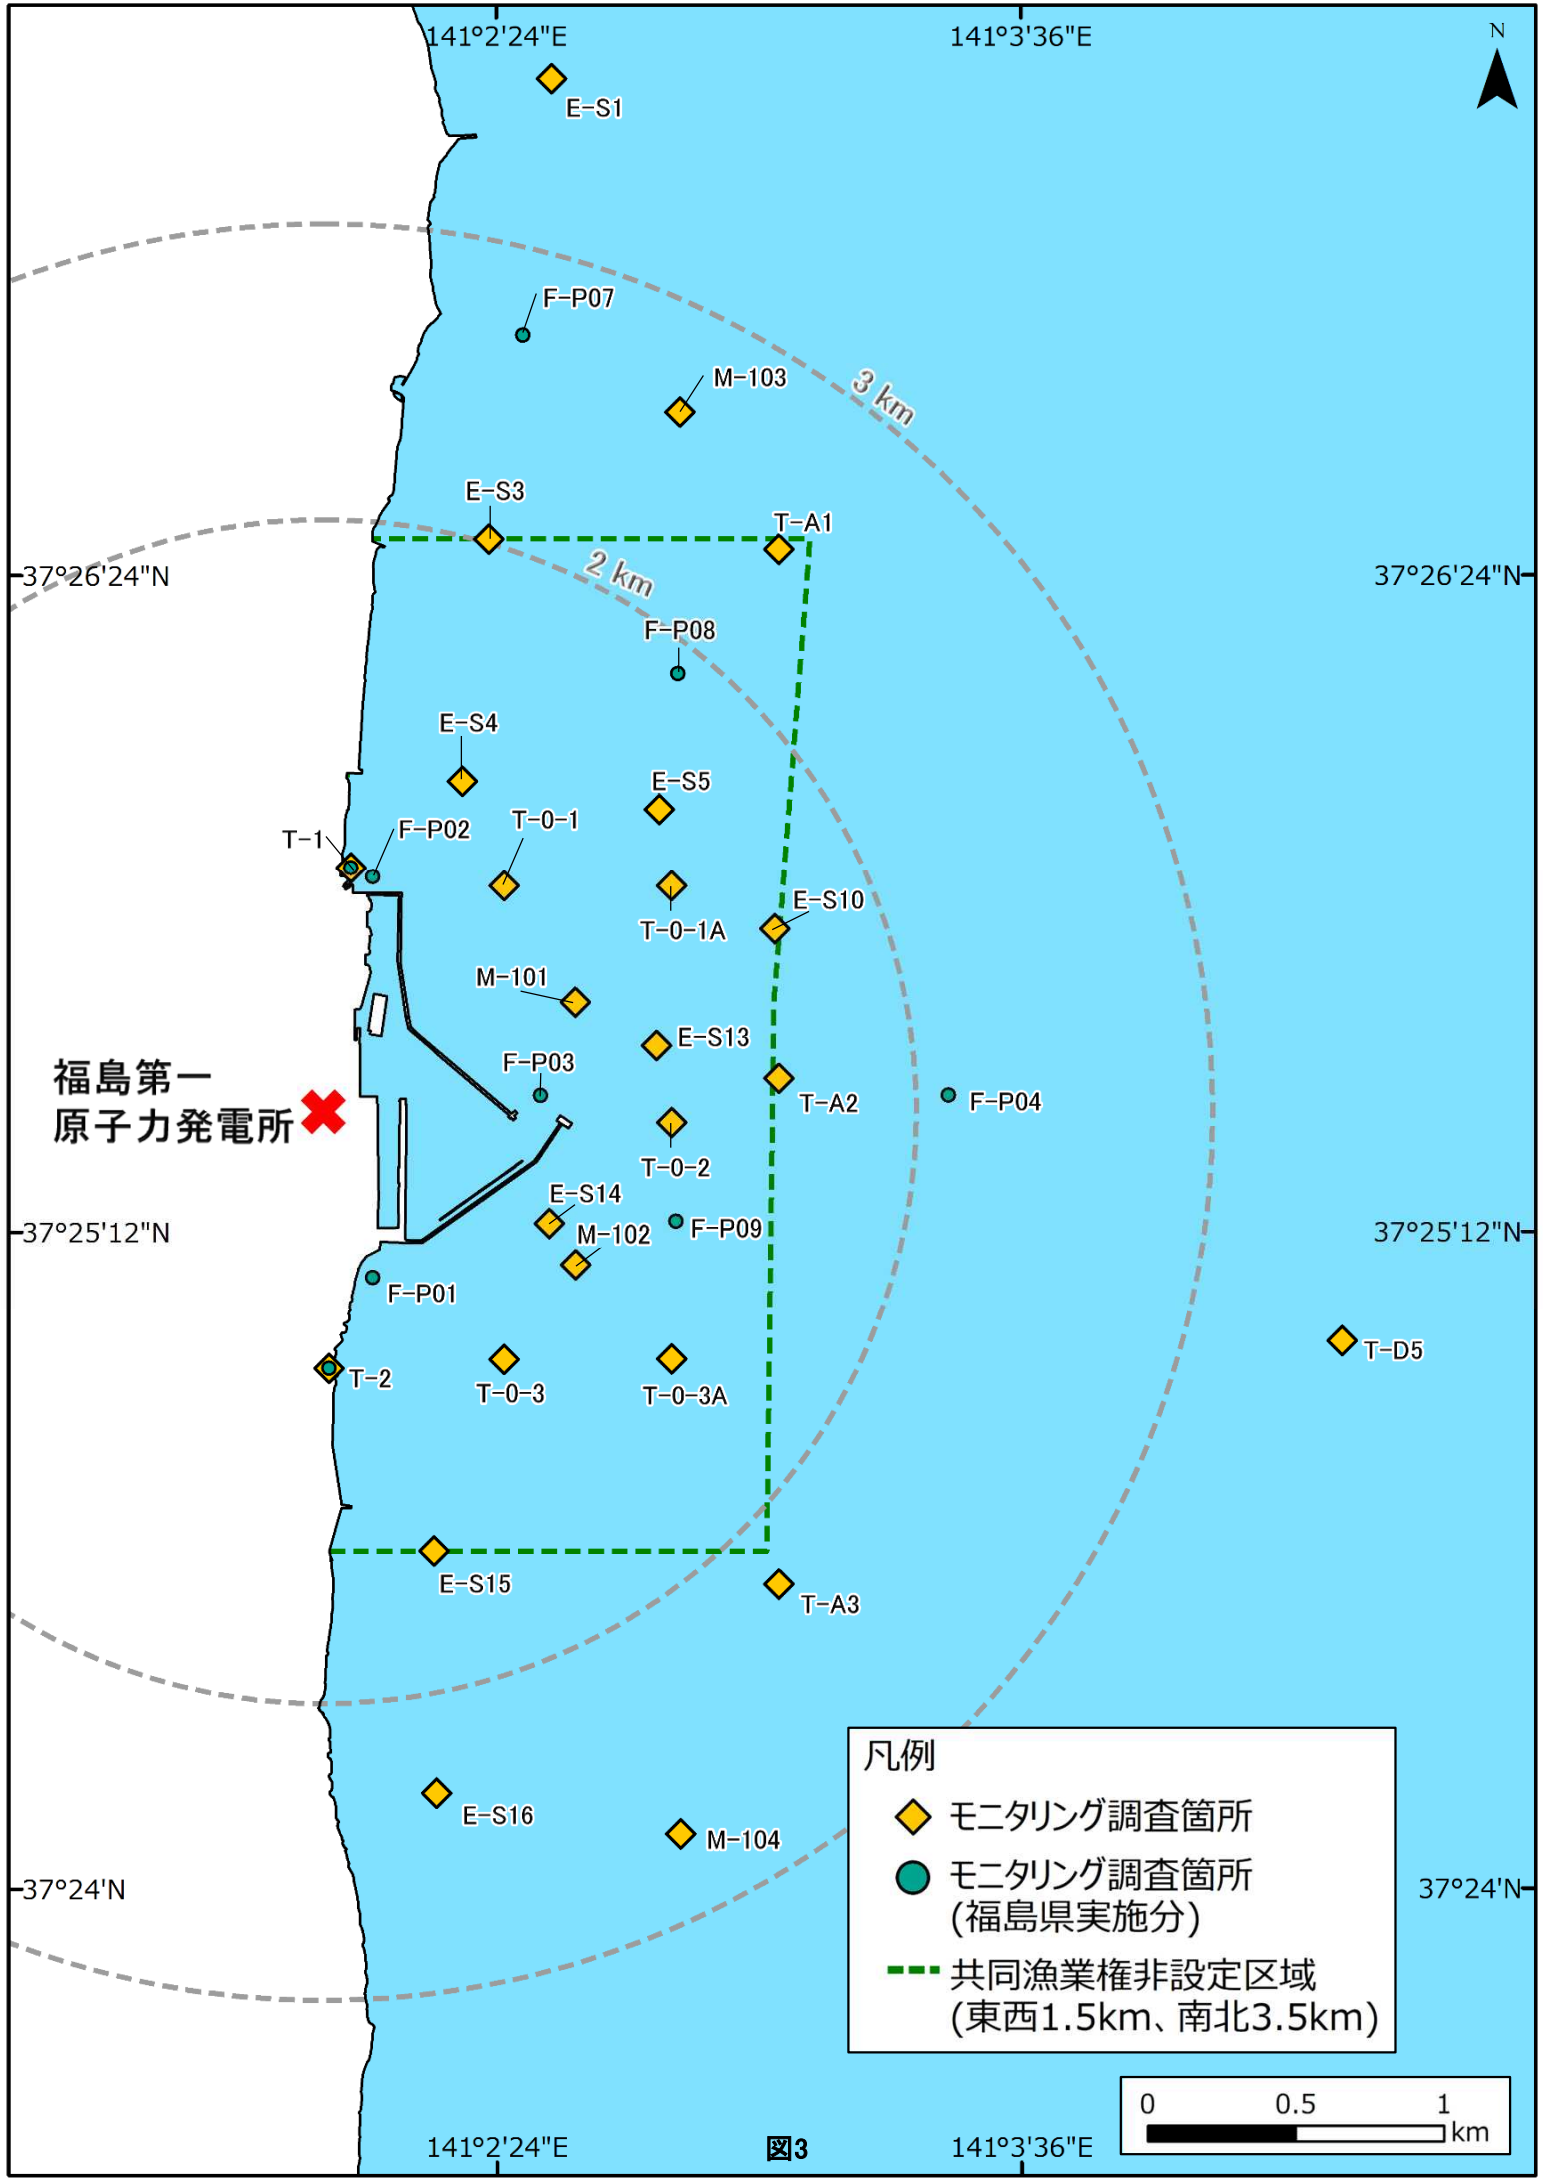 141°2'24"E
141°3'36"E
N
E-S1
F-P07
M-103
3 km
E-S3
T-A1
2 km
37°26'24"N
37°26'24"N
F-P08
E-S4
E-S5
T-0-1
F-P02
T-1
E-S10
T-0-1A
M-101
E-S13
F-P03
福島第一
原子力発電所
T-A2
F-P04
T-0-2
E-S14
F-P09
M-102
37°25'12"N
37°25'12"N
F-P01
T-D5
T-2
T-0-3
T-0-3A
E-S15
T-A3
E-S16
M-104
凡例
モニタリング調査箇所
モニタリング調査箇所
(福島県実施分)
共同漁業権非設定区域
(東西1.5km、南北3.5km)
37°24'N
37°24'N
0 0.5 1
km
141°2'24"E
図3
141°3'36"E